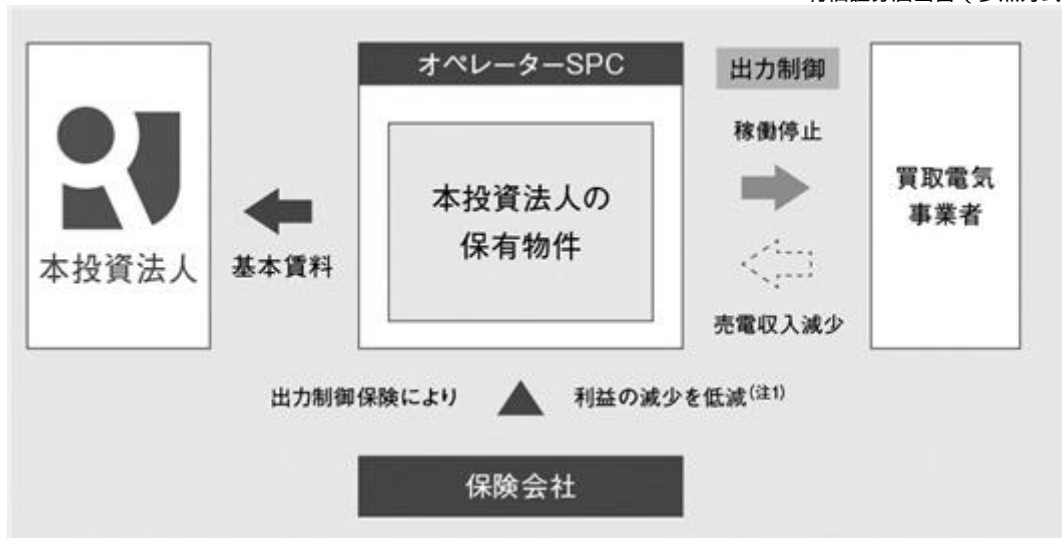 オペレーターSPC
出力制御
稼働停止
本投資法人の
保有物件
買取電気
事業者
本投資法人
基本賃料
売電収入減少
出力制御保険により
利益の減少を低減(注1)
保険会社